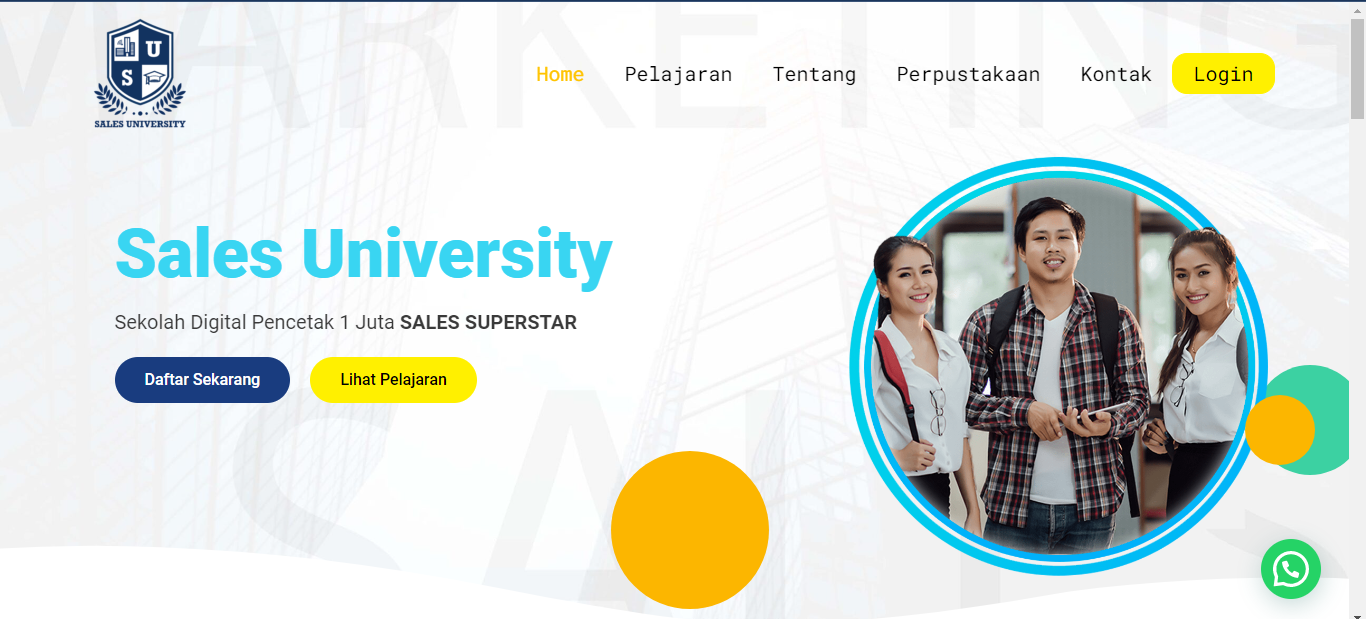 MARKETING
U
S
SALES UNIVERSITY
Home Pelajaran Tentang Perpustakaan Kontak Login
Sales University
Sekolah Digital Pencetak 1 Juta SALES SUPERSTAR
Daftar Sekarang Lihat Pelajaran